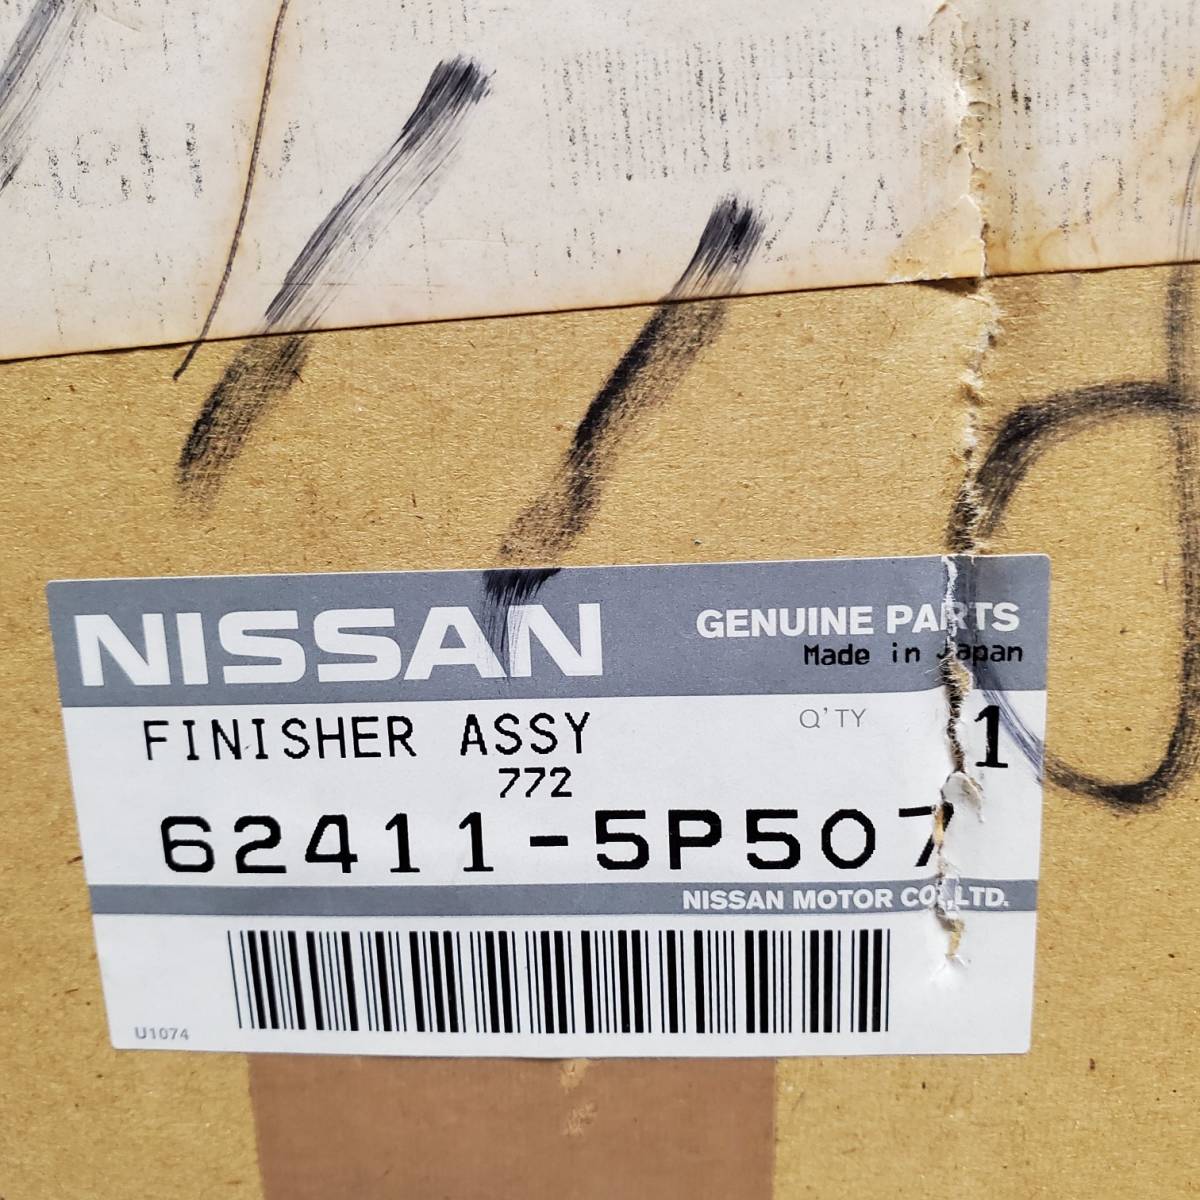 NISSAN
GENUINE PARTS
Made in Japan
FINISHER ASSY
Q'TY 1
772
62411-5P507
NISSAN MOTOR CO.,LTD.
U1074